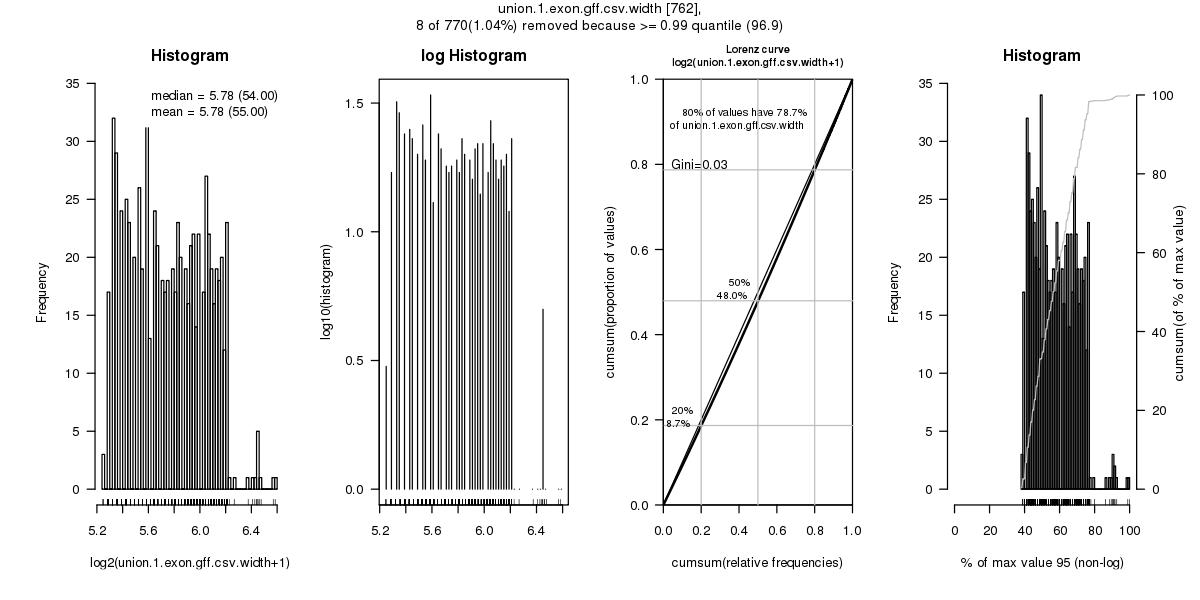 union.1.exon.gff.csv.width [762],
8 of 770(1.04%) removed because >= 0.99 quantile (96.9)
Histogram
median = 5.78 (54.00)
mean = 5.78 (55.00)
Frequency
0
5
10
15
20
25
30
35
5.2
5.6
6.0
6.4
log2(union.1.exon.gff.csv.width+1)
log Histogram
log10(histogram)
0.0
0.5
1.0
1.5
5.2
5.6
6.0
6.4
Lorenz curve
log2(union.1.exon.gff.csv.width+1)
80% of values have 78.7%
of union.1.exon.gff.csv.width
Gini=0.03
50%
48.0%
20%
8.7%
cumsum(proportion of values)
0.0
0.2
0.4
0.6
0.8
1.0
0.0
0.2
0.4
0.6
0.8
1.0
cumsum(relative frequencies)
Histogram
Frequency
0
5
10
15
20
25
30
35
0
20
40
60
80
100
% of max value 95 (non-log)
0
20
40
60
80
100
cumsum(of % of max value)